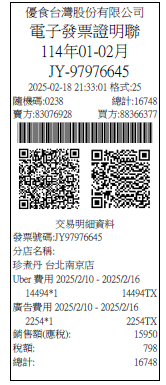 優食台灣股份有限公司
電子發票證明聯
114年01-02月
JY-97976645
2025-02-18 21:33:01 格式:25
隨機碼:0238 總計:16748
賣方:83076928 買方:88366377
交易明細資料
發票號碼:JY97976645
分店名稱:
珍煮丹 台北南京店
Uber 費用 2025/2/10 - 2025/2/16
14494*1 14494TX
廣告費用 2025/2/10 - 2025/2/16
2254*1 2254TX
銷售額(應稅): 15950
稅額: 798
總計: 16748